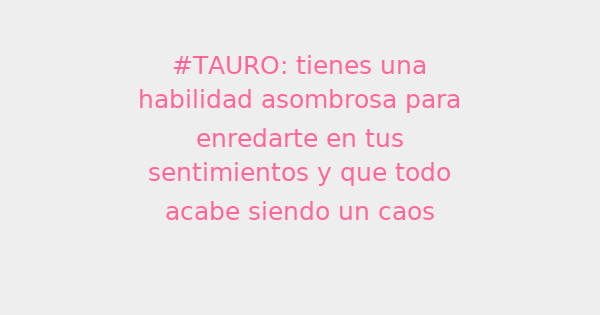 #TAURO: tienes una
habilidad asombrosa para
enredarte en tus
sentimientos y que todo
acabe siendo un caos